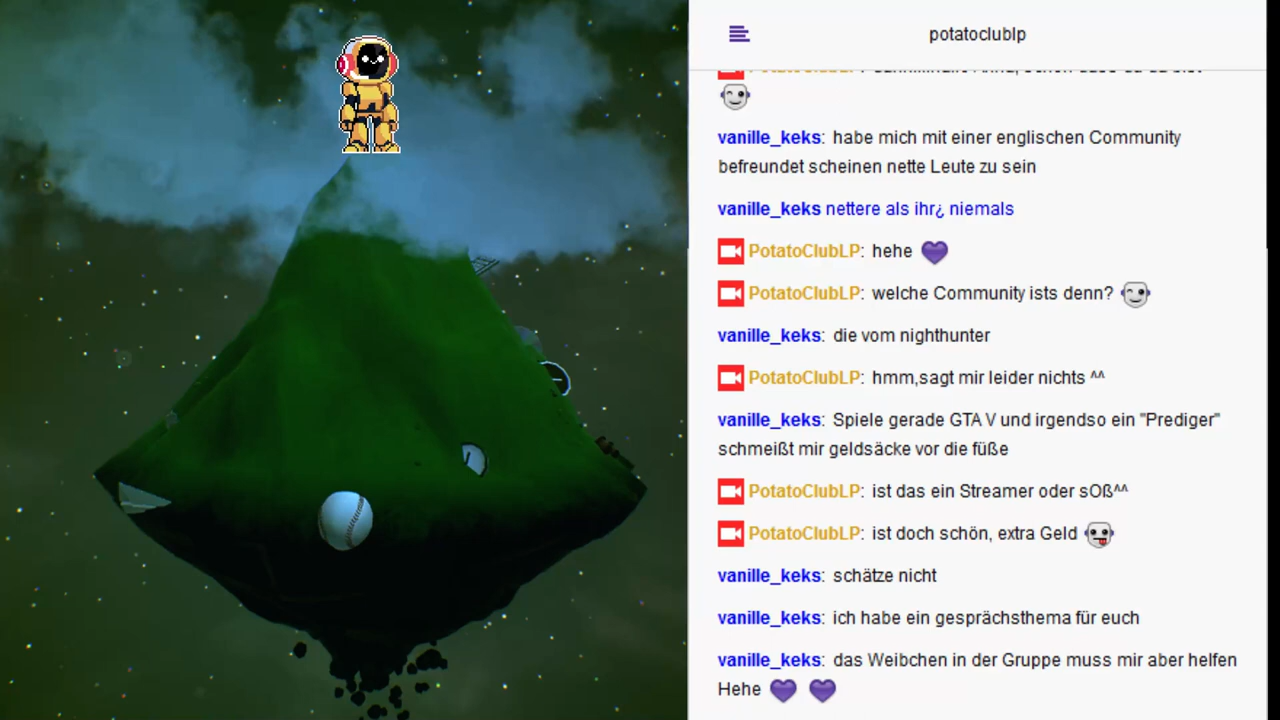 potatoclublp
vanille_keks: habe mich mit einer englischen Community
befreundet scheinen nette Leute zu sein
vanille_keks nettere als ihr¿ niemals
PotatoClubLP: hehe
PotatoClubLP: welche Community ists denn?
vanille_keks: die vom nighthunter
PotatoClubLP: hmm,sagt mir leider nichts ^^
vanille_keks: Spiele gerade GTA V und irgendso ein "Prediger"
schmeißt mir geldsäcke vor die füße
PotatoClubLP: ist das ein Streamer oder sOß^^
PotatoClubLP: ist doch schön, extra Geld
vanille_keks: schätze nicht
vanille_keks: ich habe ein gesprächsthema für euch
vanille_keks: das Weibchen in der Gruppe muss mir aber helfen
Hehe